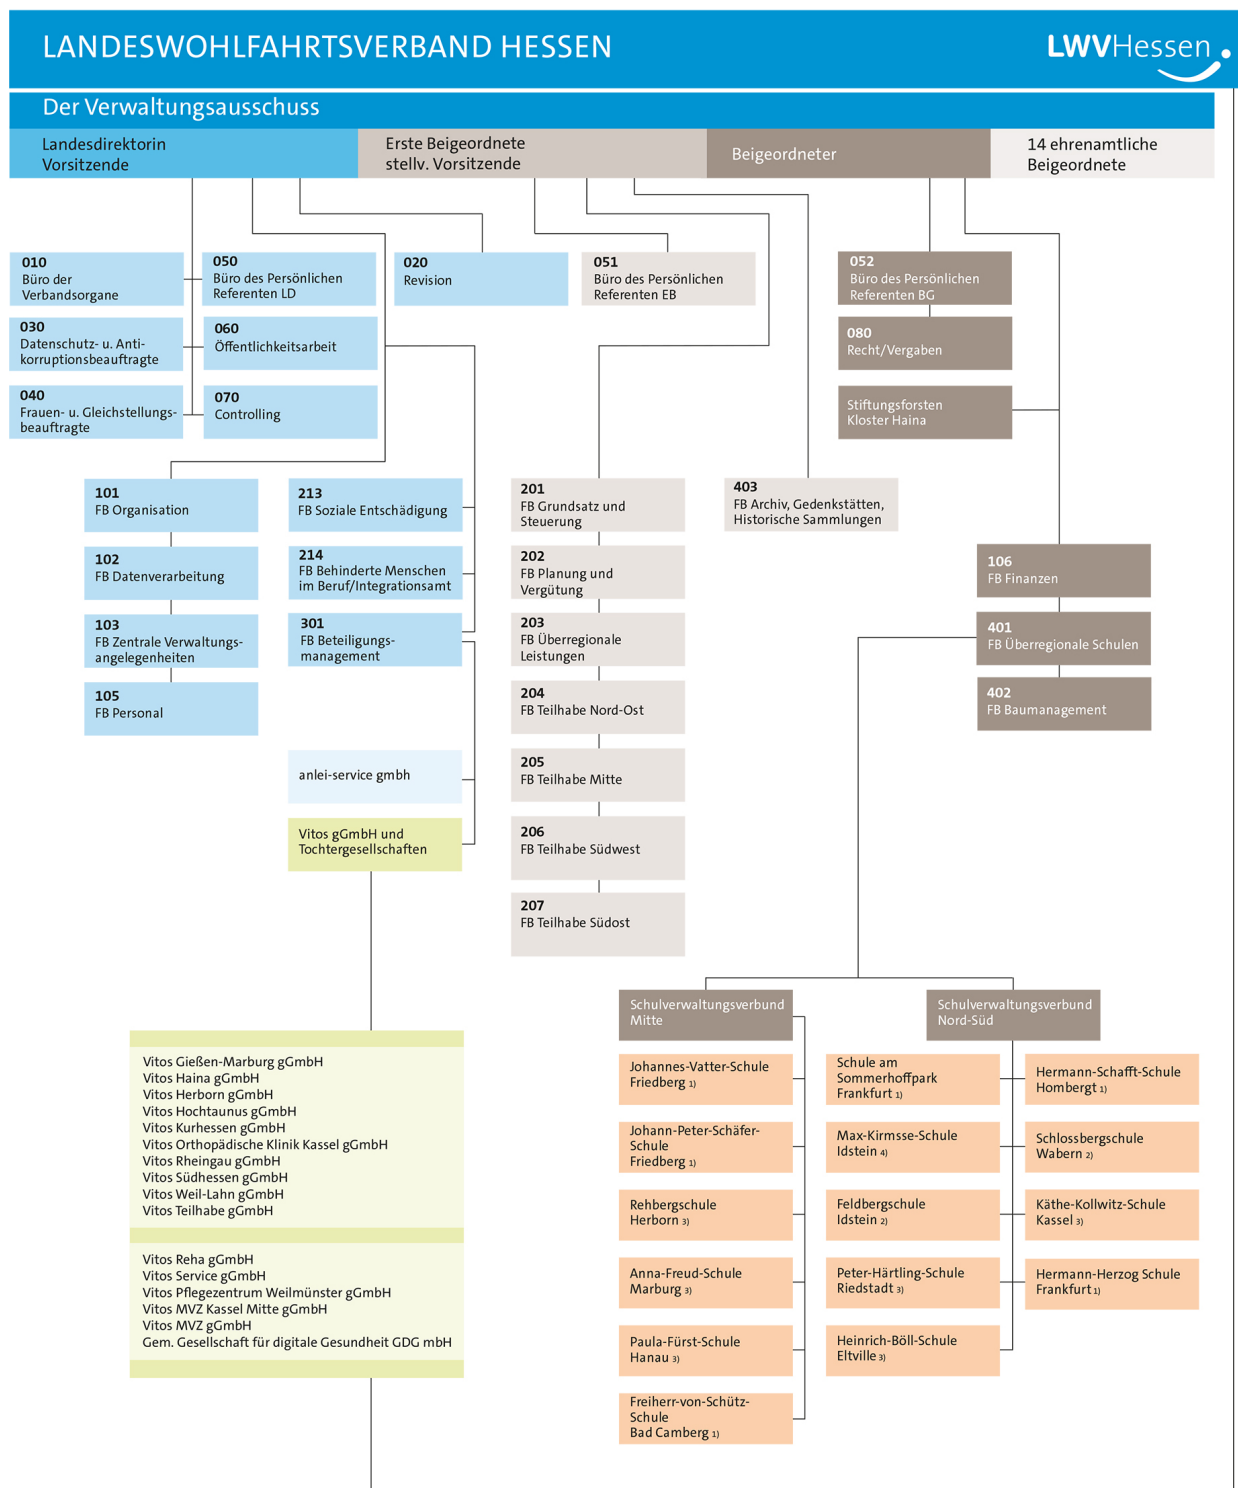 LANDESWOHLFAHRTSVERBAND HESSEN
LWVHessen
Der Verwaltungsausschuss
Landesdirektorin
Vorsitzende
Erste Beigeordnete
stellv. Vorsitzende
Beigeordneter
14 ehrenamtliche
Beigeordnete
010
Büro der
Verbandsorgane
050
Büro des Persönlichen
Referenten LD
020
Revision
051
Büro des Persönlichen
Referenten EB
052
Büro des Persönlichen
Referenten BG
030
Datenschutz- u. Anti-
korruptionsbeauftragte
060
Öffentlichkeitsarbeit
080
Recht/Vergaben
040
Frauen- u. Gleichstellungs-
beauftragte
070
Controlling
Stiftungsforsten
Kloster Haina
101
FB Organisation
213
FB Soziale Entschädigung
201
FB Grundsatz und
Steuerung
403
FB Archiv, Gedenkstätten,
Historische Sammlungen
102
FB Datenverarbeitung
214
FB Behinderte Menschen
im Beruf/Integrationsamt
202
FB Planung und
Vergütung
106
FB Finanzen
103
FB Zentrale Verwaltungs-
angelegenheiten
301
FB Beteiligungs-
management
203
FB Überregionale
Leistungen
401
FB Überregionale Schulen
105
FB Personal
204
FB Teilhabe Nord-Ost
402
FB Baumanagement
anlei-service gmbh
205
FB Teilhabe Mitte
Vitos gGmbH und
Tochtergesellschaften
206
FB Teilhabe Südwest
207
FB Teilhabe Südost
Vitos Gießen-Marburg gGmbH
Vitos Haina gGmbH
Vitos Herborn gGmbH
Vitos Hochtaunus gGmbH
Vitos Kurhessen gGmbH
Vitos Orthopädische Klinik Kassel gGmbH
Vitos Rheingau gGmbH
Vitos Südhessen gGmbH
Vitos Weil-Lahn gGmbH
Vitos Teilhabe gGmbH
Vitos Reha gGmbH
Vitos Service gGmbH
Vitos Pflegezentrum Weilmünster gGmbH
Vitos MVZ Kassel Mitte gGmbH
Vitos MVZ gGmbH
Gem. Gesellschaft für digitale Gesundheit GDG mbH
Schulverwaltungsverbund
Mitte
Johannes-Vatter-Schule
Friedberg 1)
Johann-Peter-Schäfer-
Schule
Friedberg 1)
Rehbergschule
Herborn 3)
Anna-Freud-Schule
Marburg 3)
Paula-Fürst-Schule
Hanau 3)
Freiherr-von-Schütz-
Schule
Bad Camberg 1)
Schulverwaltungsverbund
Nord-Süd
Schule am
Sommerhoffpark
Frankfurt 1)
Hermann-Schafft-Schule
Hombergt 1)
Max-Kirmsse-Schule
Idstein 4)
Schlossbergschule
Wabern 2)
Feldbergschule
Idstein 2)
Käthe-Kollwitz-Schule
Kassel 3)
Peter-Härtling-Schule
Riedstadt 3)
Hermann-Herzog Schule
Frankfurt 1)
Heinrich-Böll-Schule
Eltville 3)